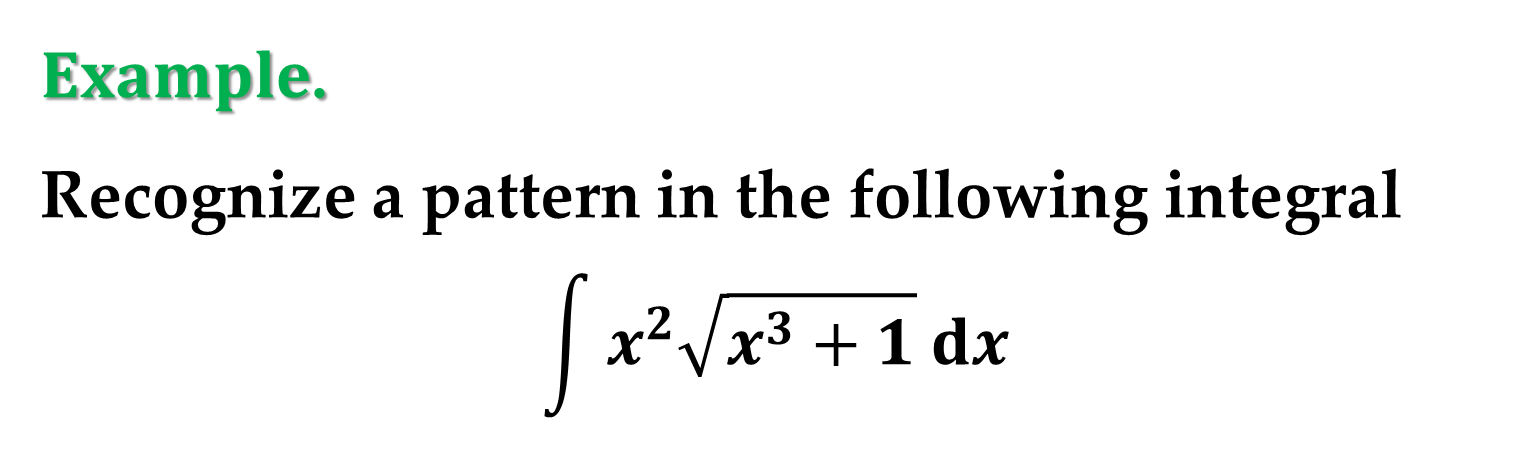 Example.
Recognize a pattern in the following integral
∫ x²√(x³ + 1) dx